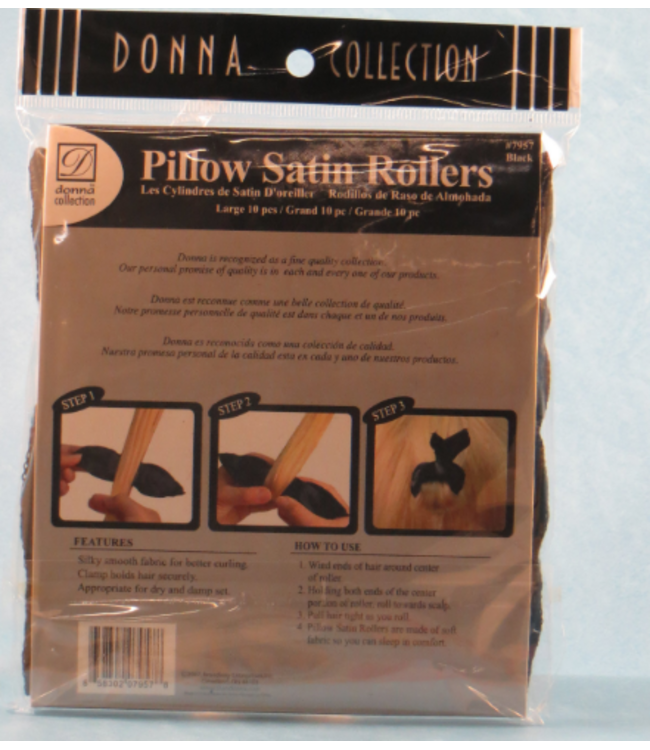 DONNA COLLECTION
D
donna
collection
#7957
Black
Pillow Satin Rollers
Les Cylindres de Satin D'oreiller Rodillos de Raso de Almohada
Large 10 pcs / Grand 10 pc / Grande 10 pc
Donna is recognized as a fine quality collection.
Our personal promise of quality is in each and every one of our products.
Donna est reconnue comme une belle collection de qualité.
Notre promesse personnelle de qualité est dans chaque et un de nos produits.
Donna es reconocida como una colección de calidad.
Nuestra promesa personal de la calidad esta en cada y uno de nuestros productos.
STEP 1
STEP 2
STEP 3
FEATURES
Silky smooth fabric for better curling.
Clamp holds hair securely.
Appropriate for dry and damp set.
HOW TO USE
1. Wind ends of hair around center
of roller.
2. Holding both ends of the center
portion of roller, roll towards scalp.
3. Pull hair tight as you roll.
4. Pillow Satin Rollers are made of soft
fabric so you can sleep in comfort.